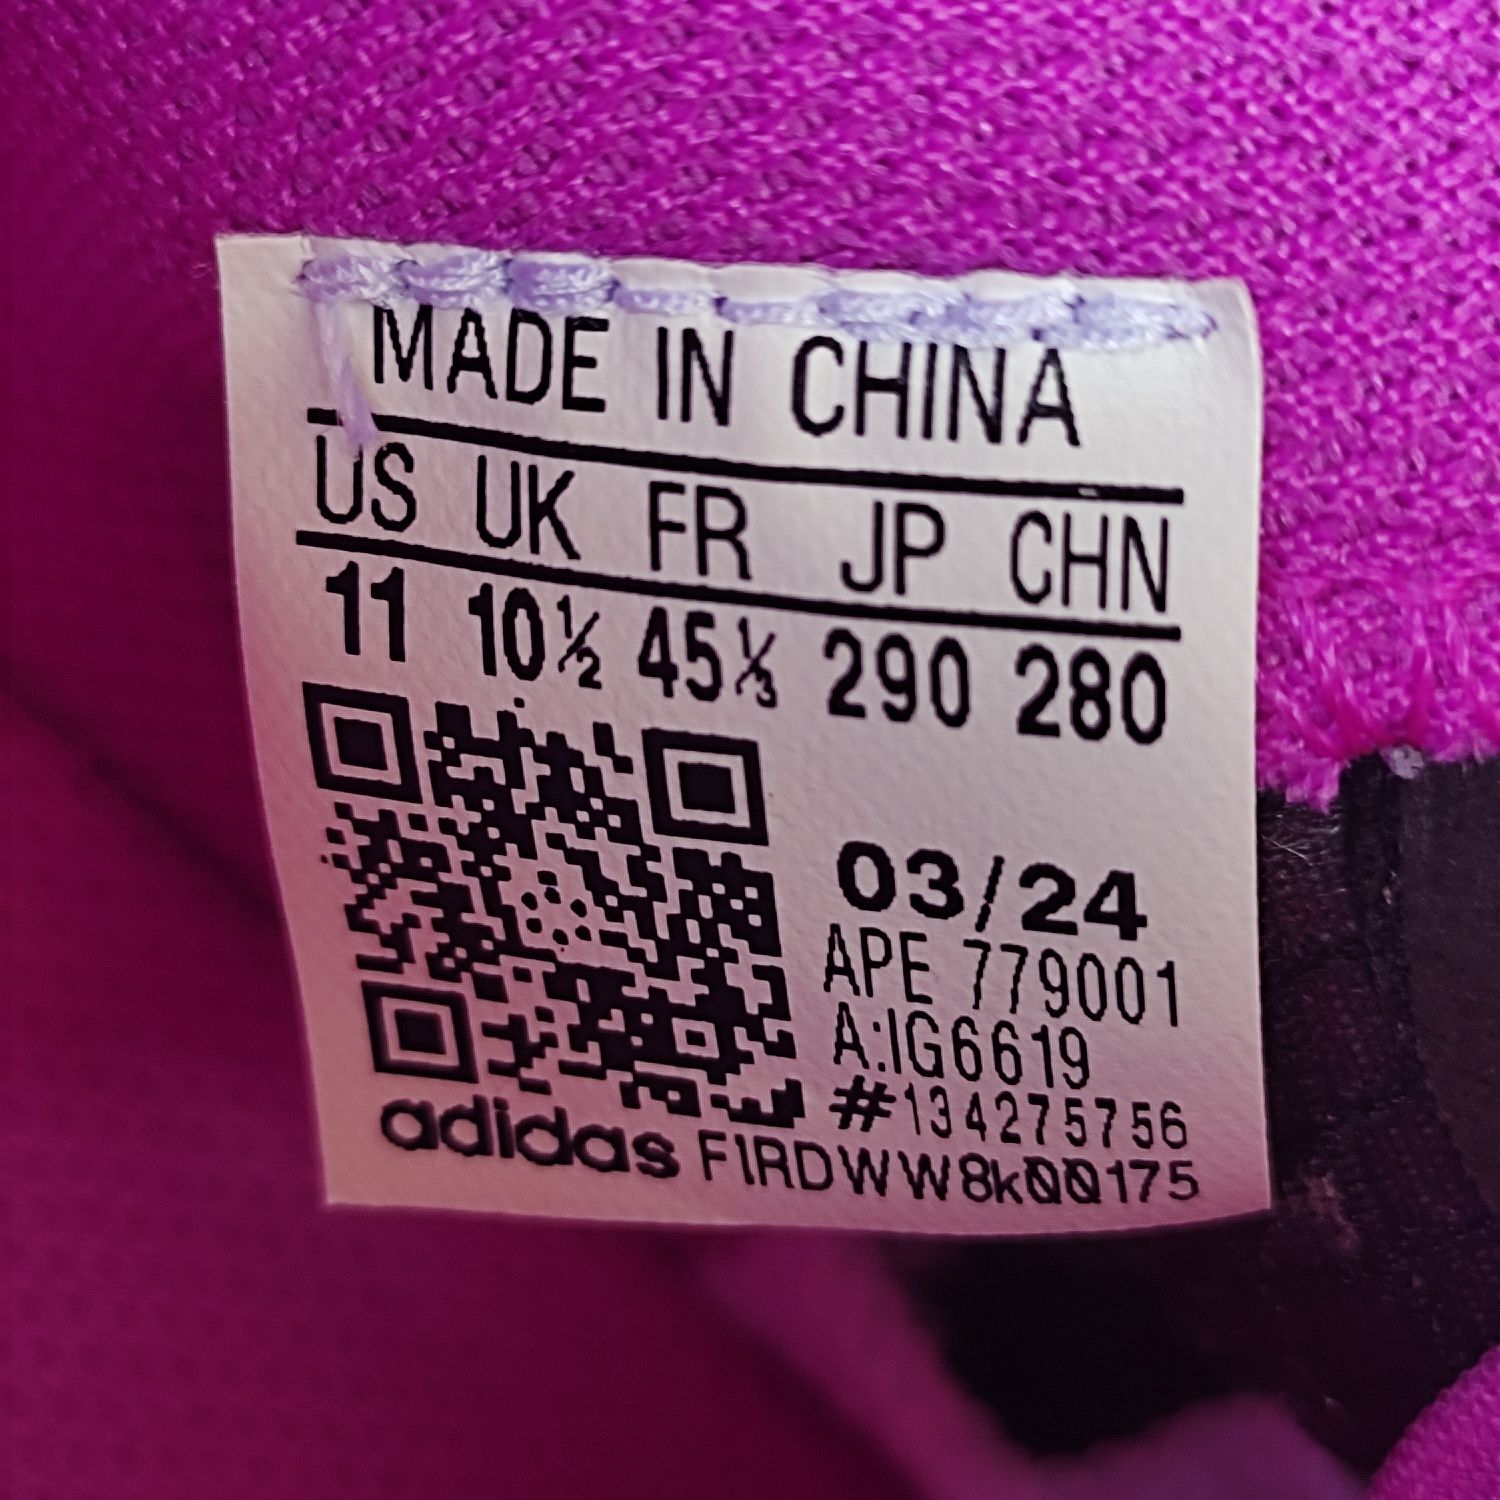 MADE IN CHINA
US UK FR JP CHN
11 10½ 45⅓ 290 280
03/24
APE 779001
A:IG6619
#134275756
adidas F1RDWW8k00175